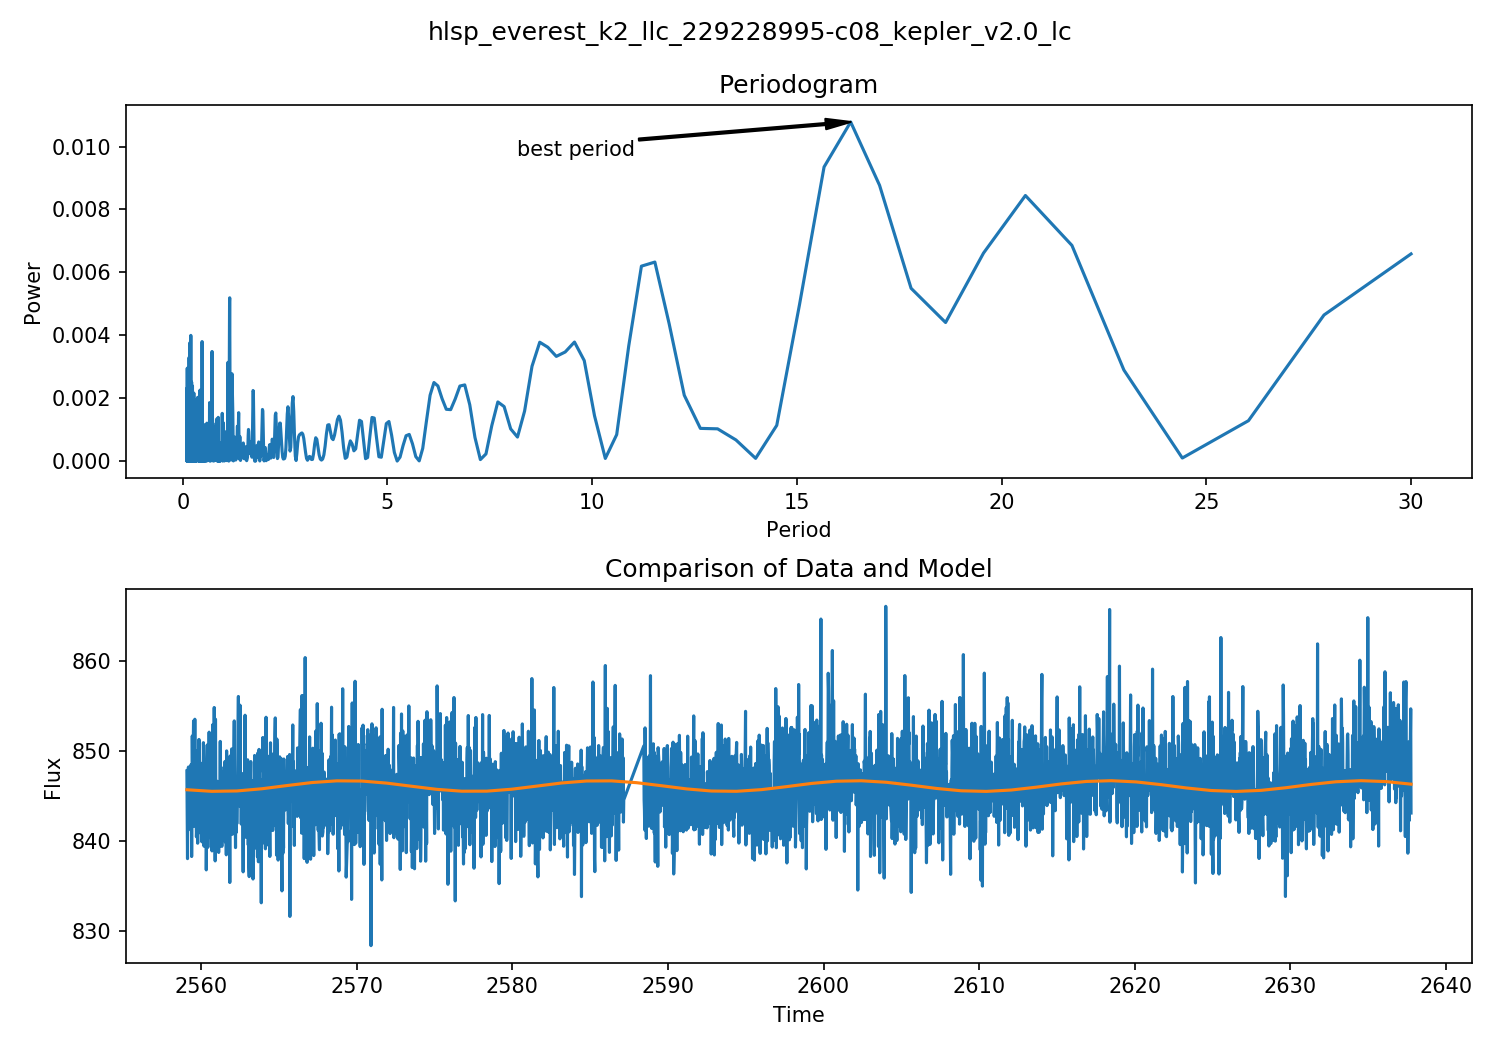 hlsp_everest_k2_llc_229228995-c08_kepler_v2.0_lc
Periodogram
best period
Power
0.010
0.008
0.006
0.004
0.002
0.000
0 5 10 15 20 25 30
Period
Comparison of Data and Model
Flux
860
850
840
830
2560 2570 2580 2590 2600 2610 2620 2630 2640
Time